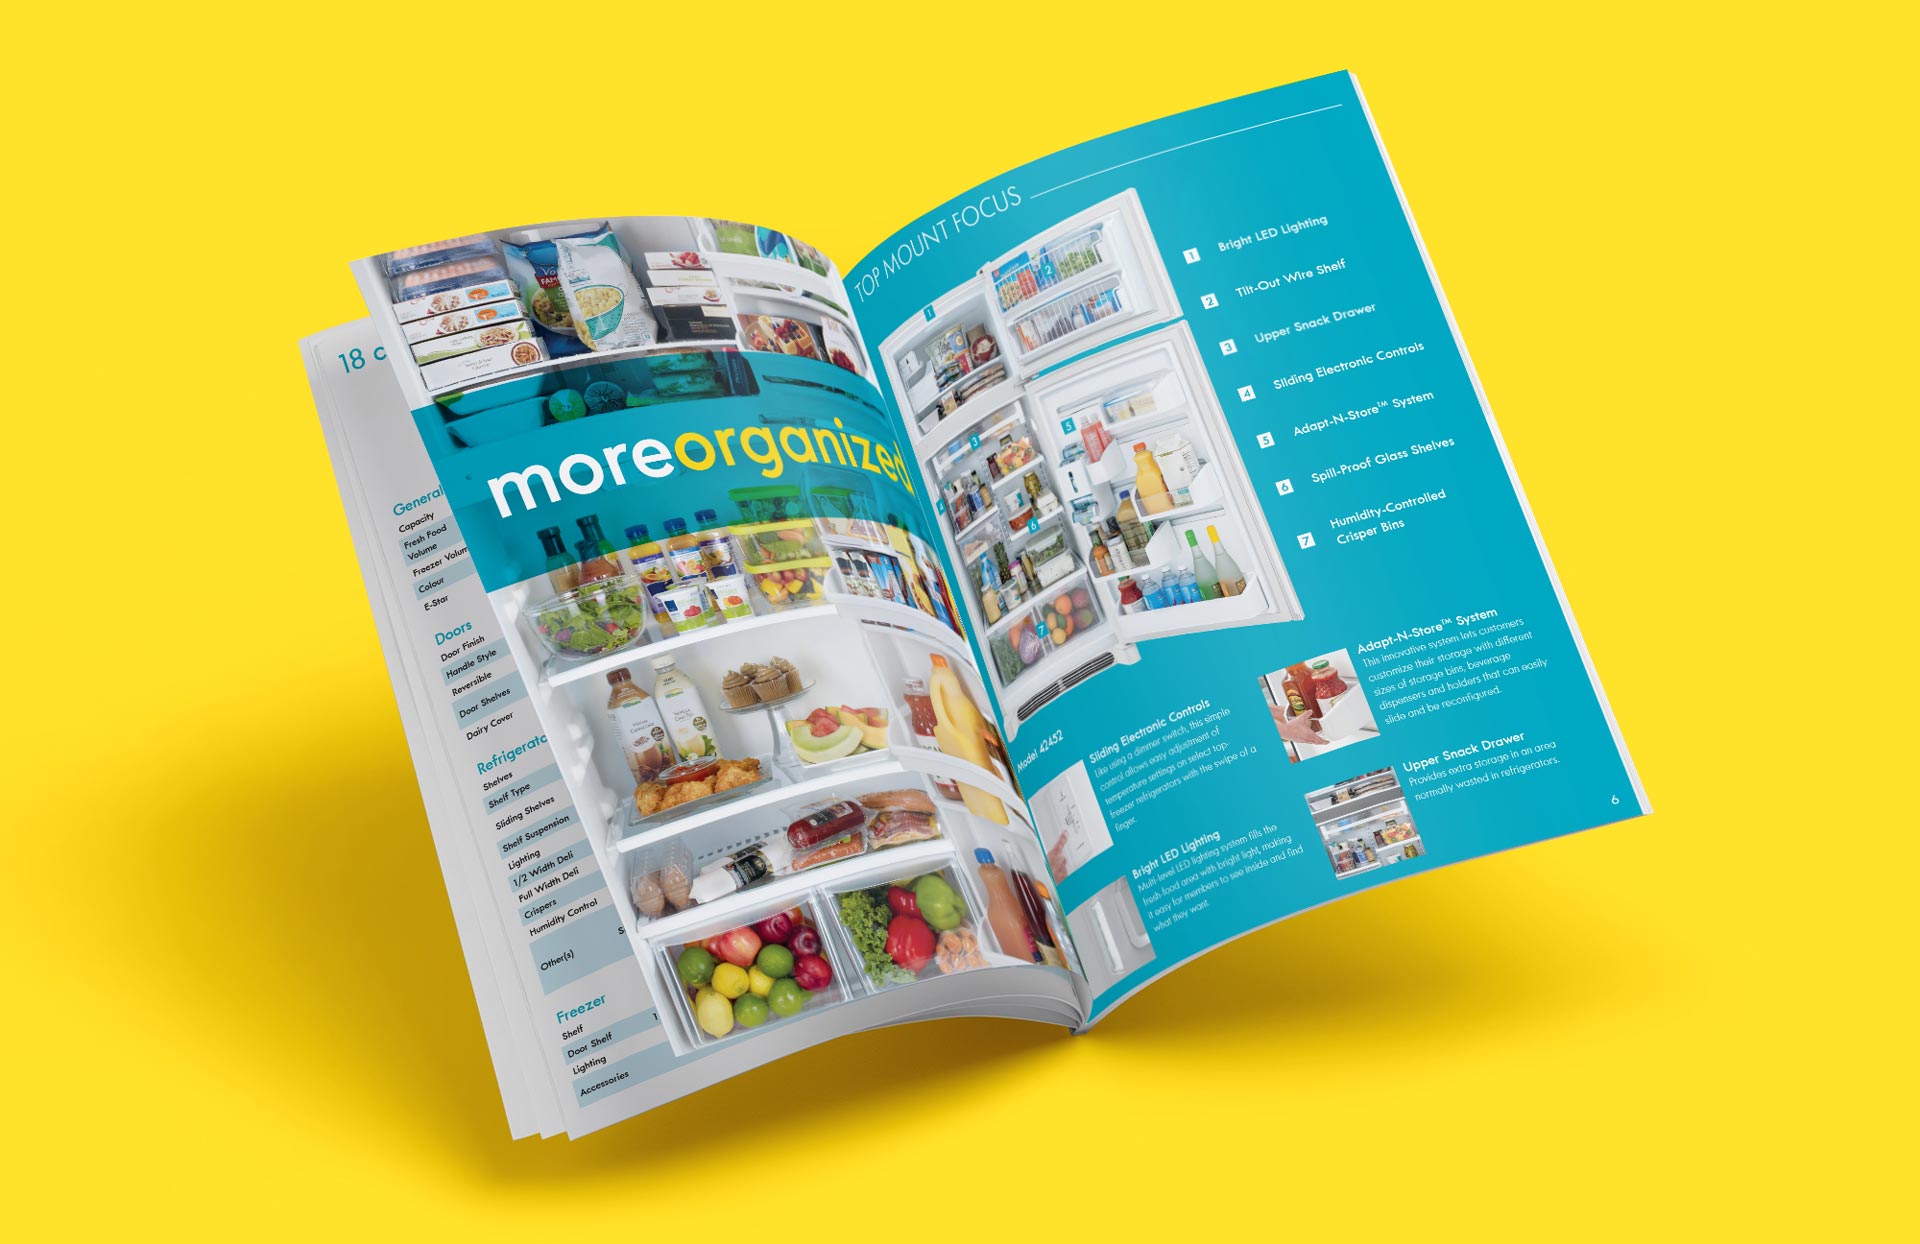 18 c
General
Capacity
Fresh Food
Volume
Freezer Volum
Colour
E-Star
Doors
Door Finish
Handle Style
Reversible
Door Shelves
Dairy Cover
Refrigerato
Shelves
Shelf Type
Sliding Shelves
Shelf Suspension
Lighting
1/2 Width Deli
Full Width Deli
Crispers
Humidity Control
S
Other(s)
Freezer
Shelf
1
Door Shelf
Lighting
Accessories
moreorganized
TOP MOUNT FOCUS
1 Bright LED Lighting
2 Tilt-Out Wire Shelf
3 Upper Snack Drawer
4 Sliding Electronic Controls
5 Adapt-N-Store™ System
6 Spill-Proof Glass Shelves
7 Humidity-Controlled
Crisper Bins
1
2
3
4
5
6
7
Model 42452
Sliding Electronic Controls
Like using a dimmer switch, this simple
control allows easy adjustment of
temperature settings on select top-
freezer refrigerators with the swipe of a
finger.
Bright LED Lighting
Multi-level LED lighting system fills the
fresh food area with bright light, making
it easy for members to see inside and find
what they want.
Adapt-N-Store™ System
This innovative system lets customers
customize their storage with different
sizes of storage bins, beverage
dispensers and holders that can easily
slide and be reconfigured.
Upper Snack Drawer
Provides extra storage in an area
normally wasted in refrigerators.
6